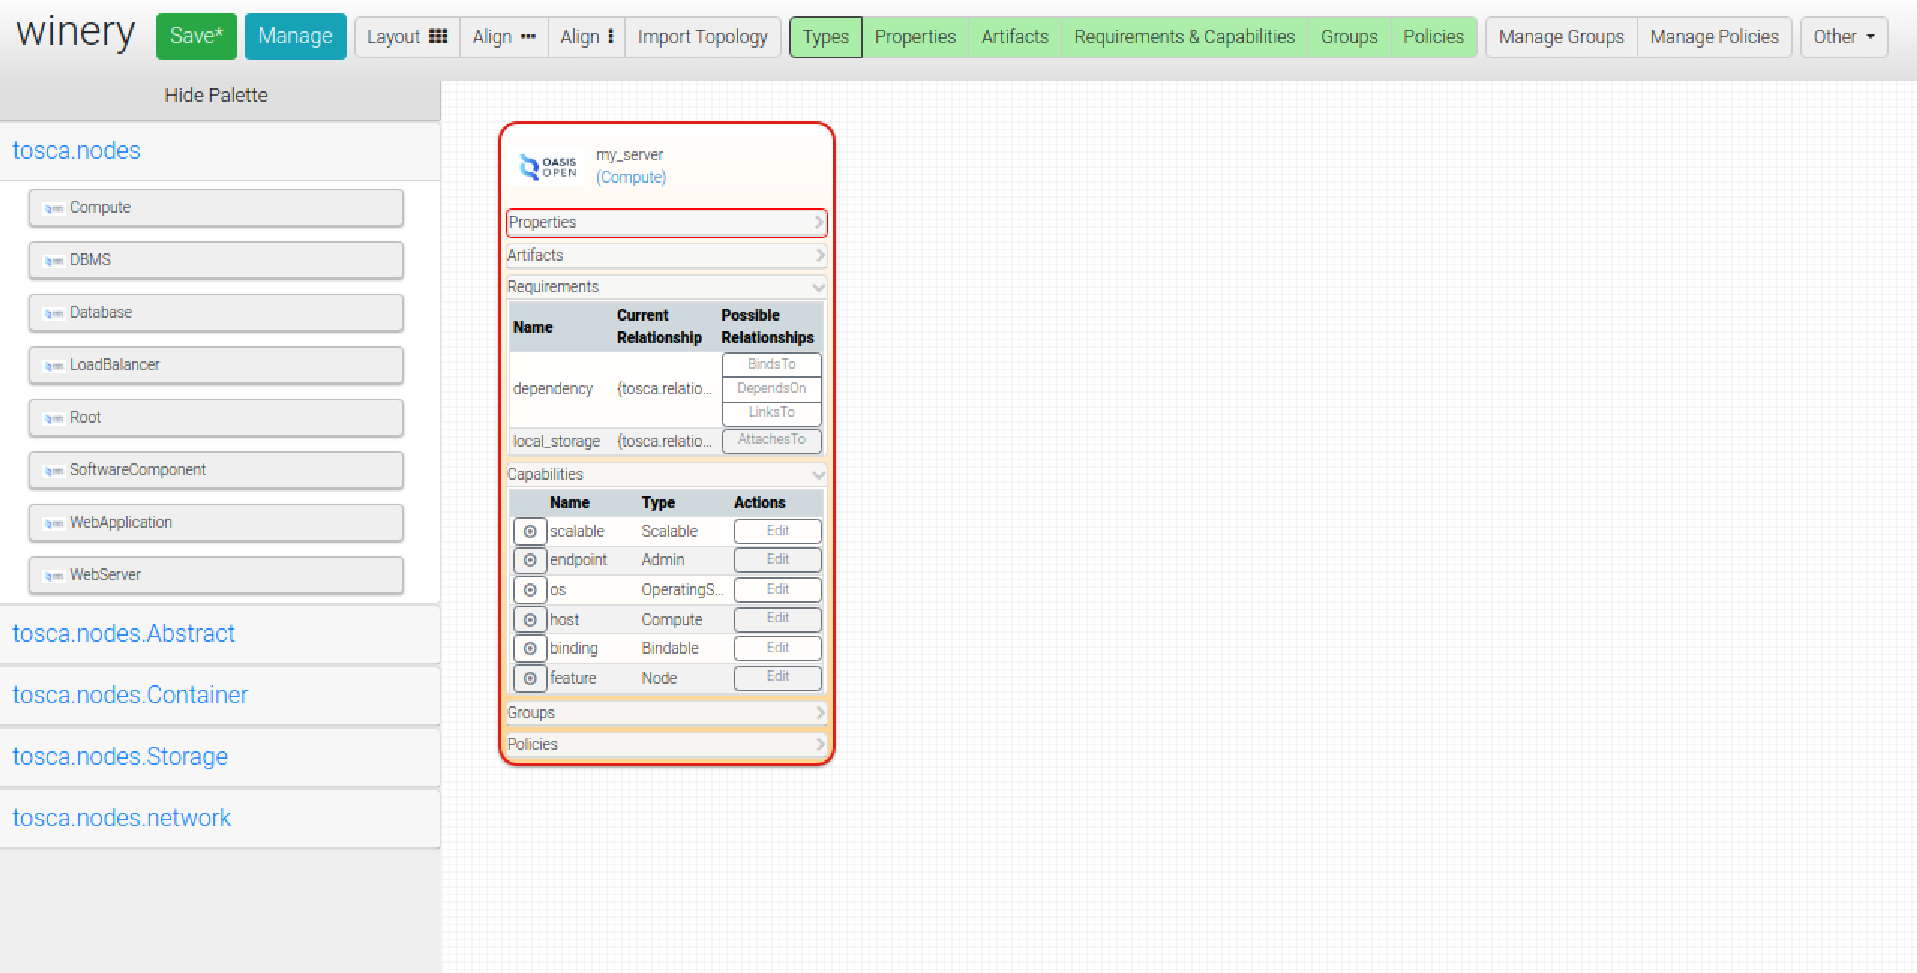 winery Save* Manage Layout Align Align Import Topology Types Properties Artifacts Requirements & Capabilities Groups Policies Manage Groups Manage Policies Other
Hide Palette
tosca.nodes
Compute
DBMS
Database
LoadBalancer
Root
SoftwareComponent
WebApplication
WebServer
tosca.nodes.Abstract
tosca.nodes.Container
tosca.nodes.Storage
tosca.nodes.network
OASIS
OPEN
my_server
(Compute)
Properties
Artifacts
Requirements
Name Current Relationship Possible Relationships
dependency {tosca.relatio... BindsTo
DependsOn
LinksTo
local_storage {tosca.relatio... AttachesTo
Capabilities
Name Type Actions
scalable Scalable Edit
endpoint Admin Edit
os OperatingS... Edit
host Compute Edit
binding Bindable Edit
feature Node Edit
Groups
Policies